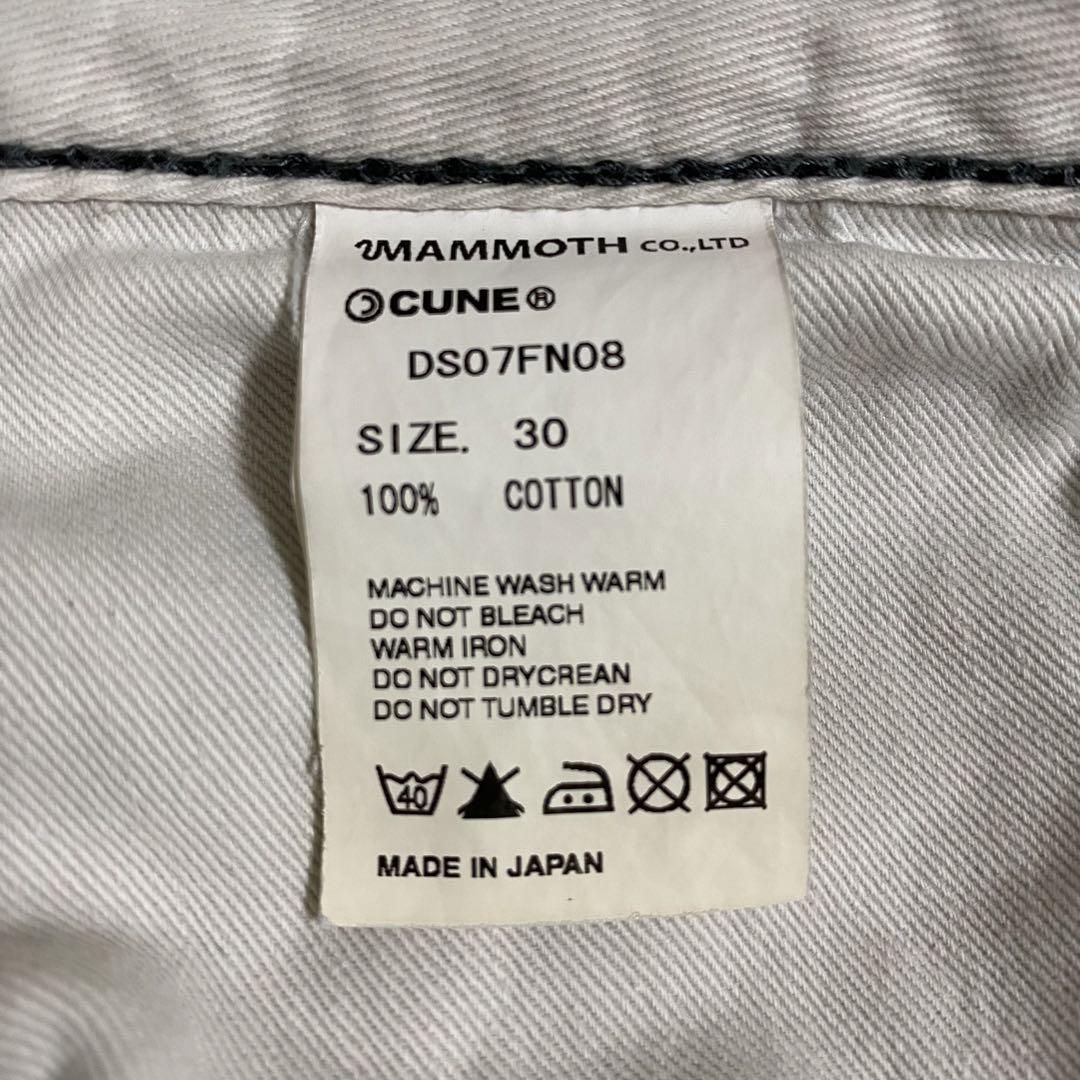 MAMMOTH CO.,LTD
CUNE®
DS07FN08
SIZE. 30
100% COTTON
MACHINE WASH WARM
DO NOT BLEACH
WARM IRON
DO NOT DRYCREAN
DO NOT TUMBLE DRY
40
MADE IN JAPAN